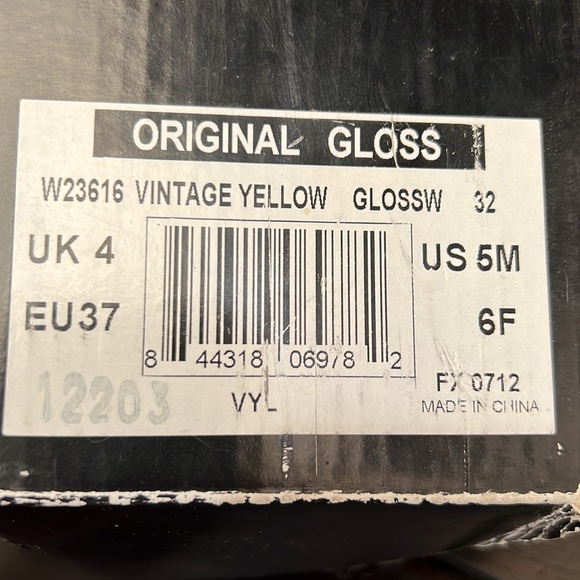 ORIGINAL GLOSS
W23616 VINTAGE YELLOW GLOSSW 32
UK 4
US 5M
EU37
6F
8 44318 06978 2
12203
VYL
FX 0712
MADE IN CHINA